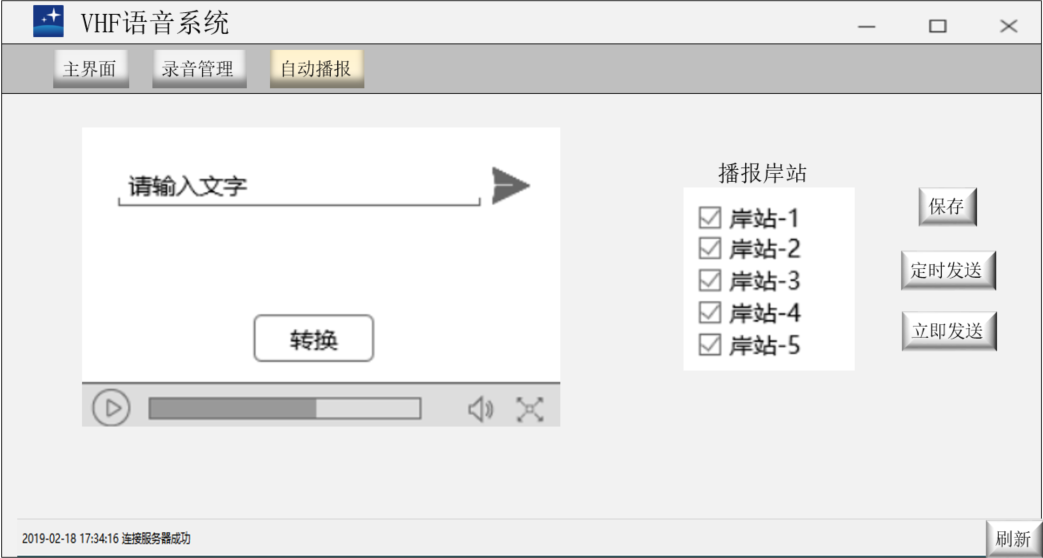 VHF语音系统
主界面 录音管理 自动播报
请输入文字
转换
播报岸站
岸站-1
岸站-2
岸站-3
岸站-4
岸站-5
保存
定时发送
立即发送
2019-02-18 17:34:16 连接服务器成功
刷新